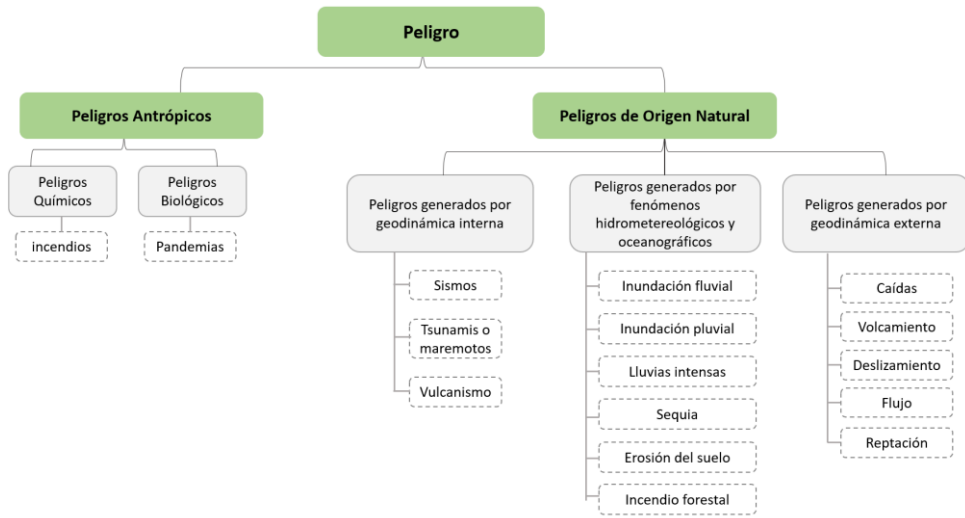 Peligro
Peligros Antrópicos
Peligros de Origen Natural
Peligros
Químicos
Peligros
Biológicos
incendios
Pandemias
Peligros generados por
geodinámica interna
Sismos
Tsunamis o
maremotos
Vulcanismo
Peligros generados por
fenómenos
hidrometereológicos y
oceanográficos
Inundación fluvial
Inundación pluvial
Lluvias intensas
Sequia
Erosión del suelo
Incendio forestal
Peligros generados por
geodinámica externa
Caídas
Volcamiento
Deslizamiento
Flujo
Reptación